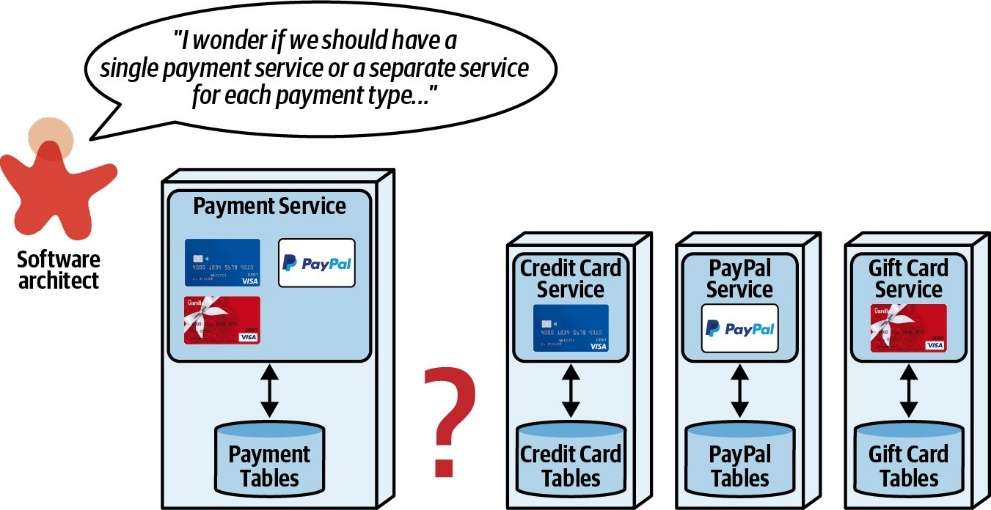 "I wonder if we should have a
single payment service or a separate service
for each payment type..."
Software
architect
Payment Service
VISA
PayPal
Vanilla
VISA
Payment
Tables
?
Credit Card
Service
VISA
Credit Card
Tables
PayPal
Service
PayPal
PayPal
Tables
Gift Card
Service
Vanilla
VISA
Gift Card
Tables